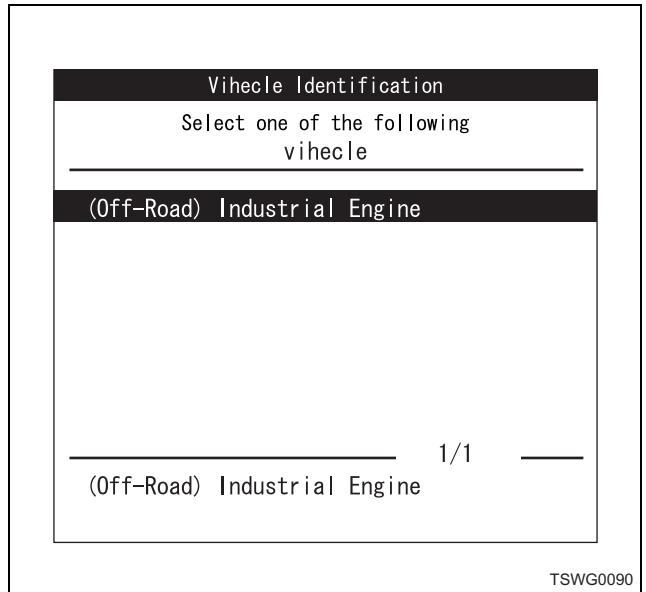 Vihecle Identification
Select one of the following
vihecle
(Off-Road) Industrial Engine
1/1
(Off-Road) Industrial Engine
TSWG0090